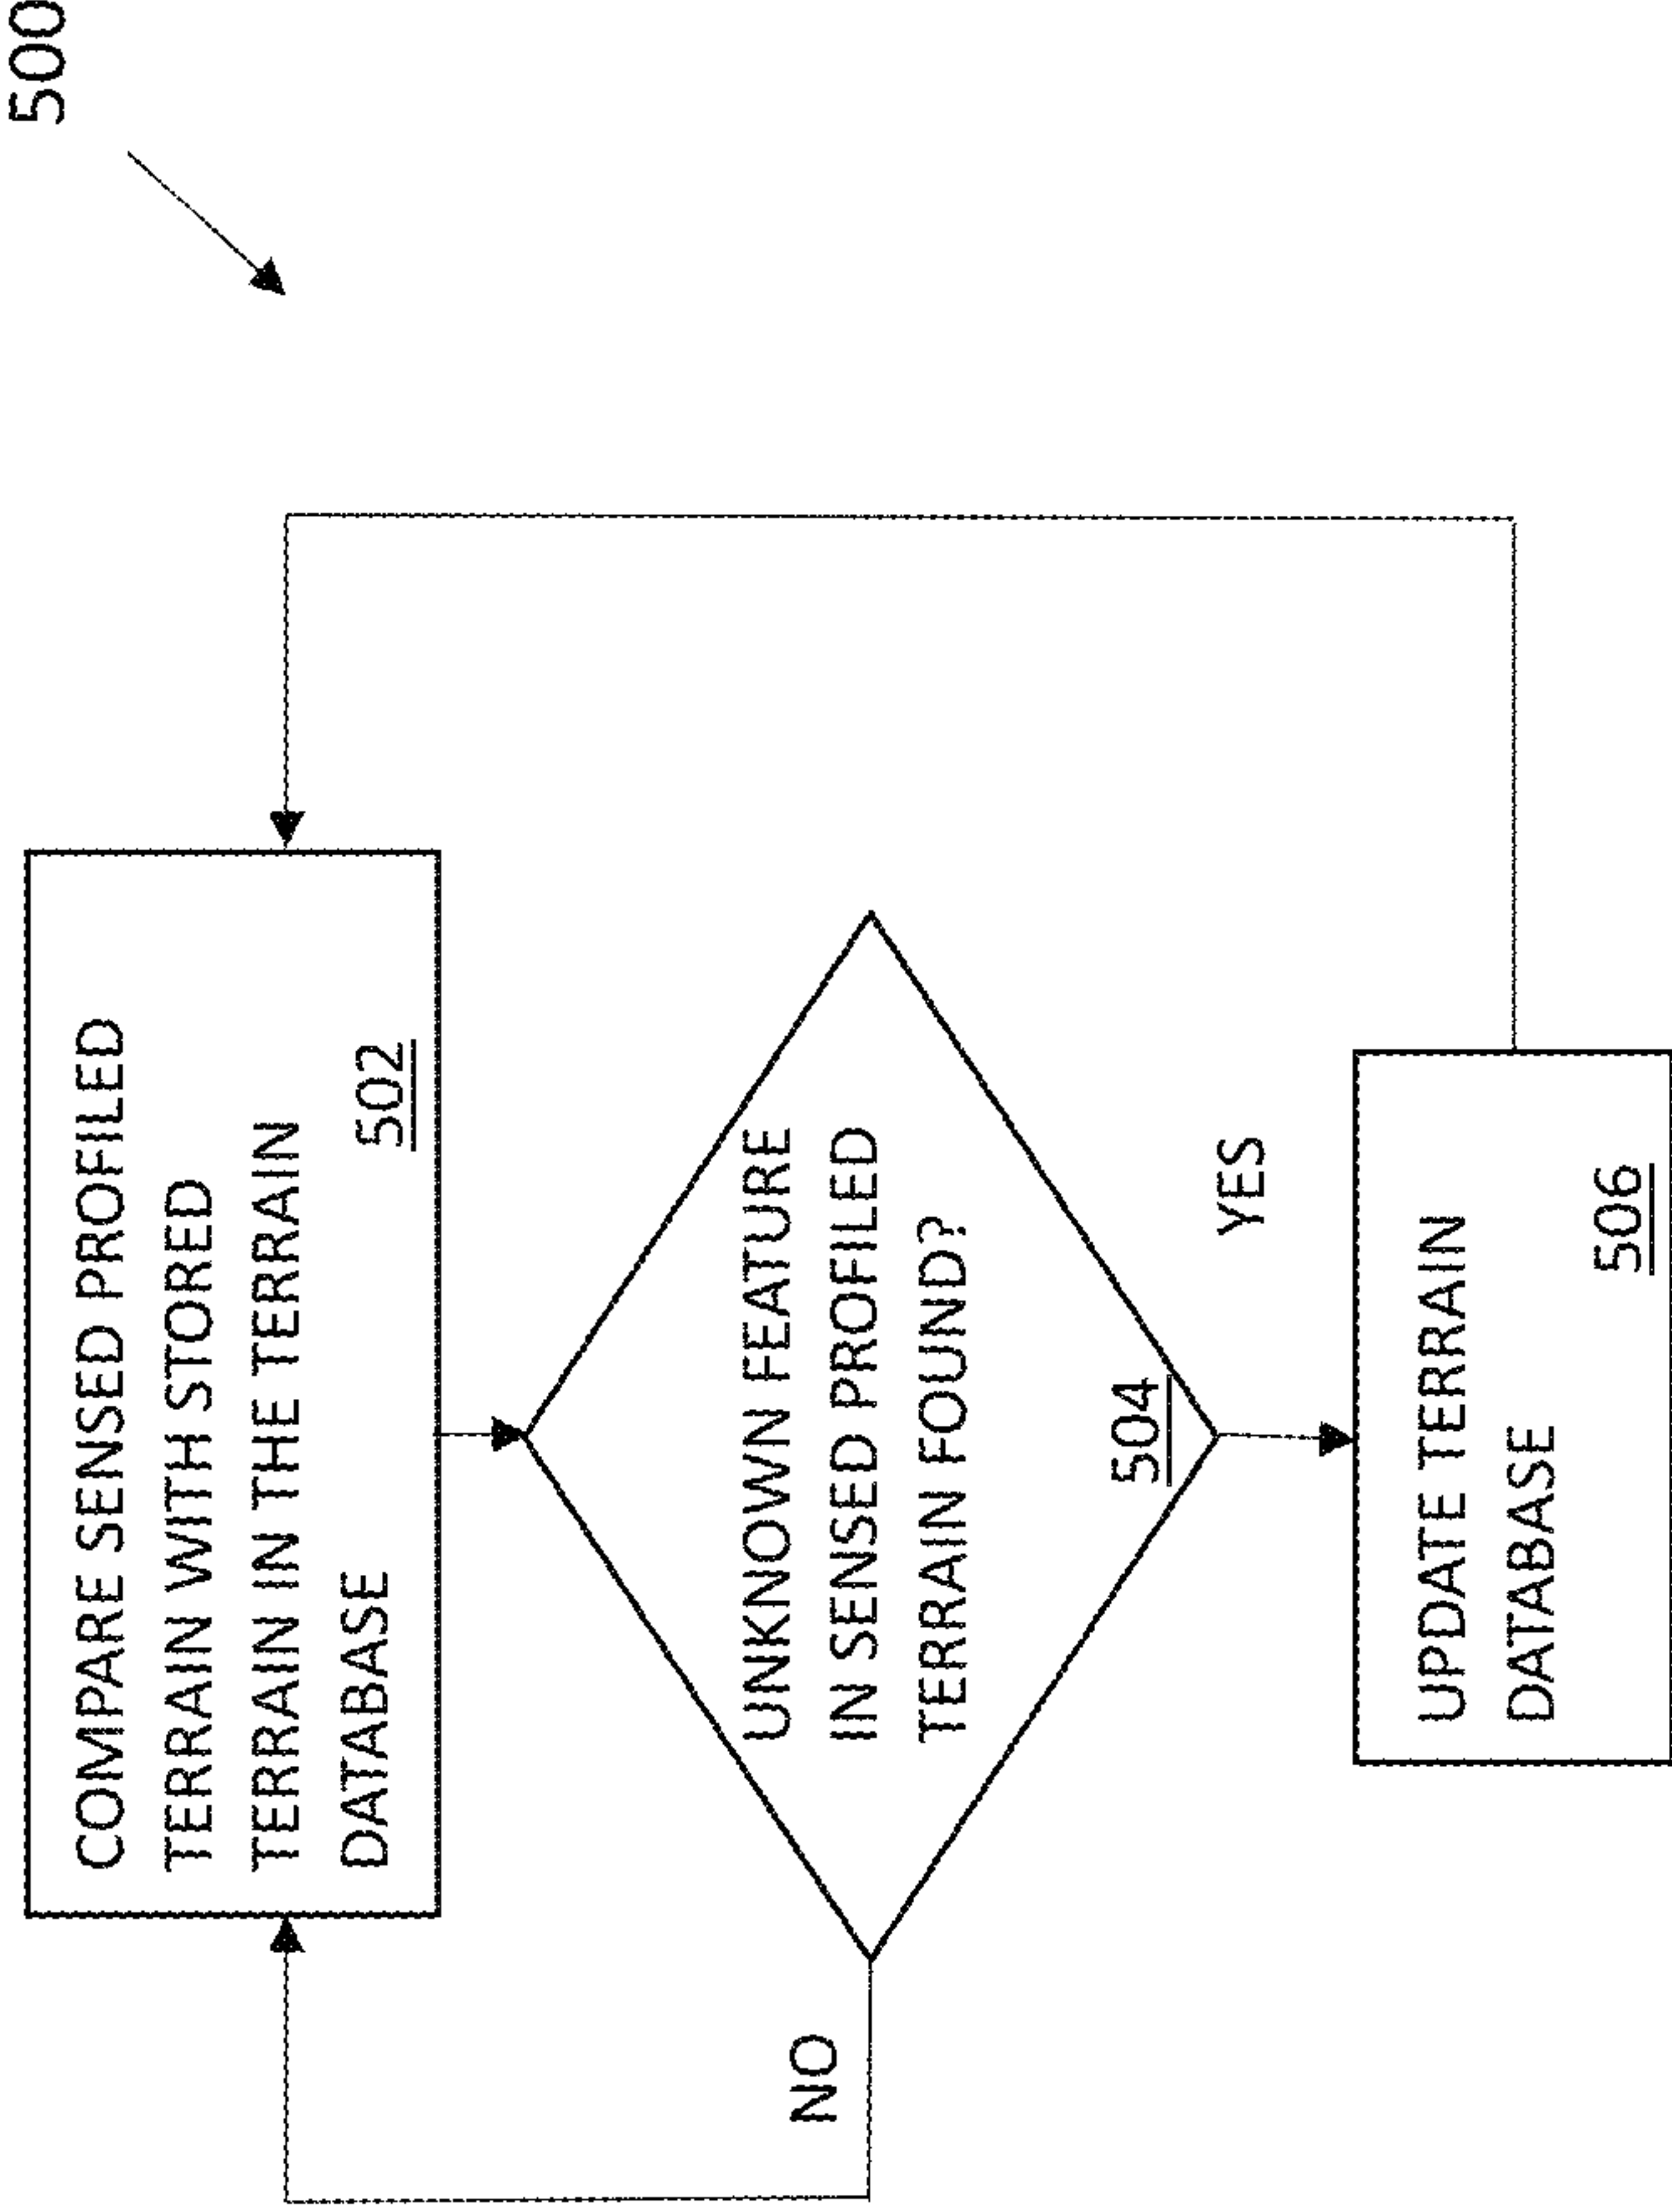 500
COMPARE SENSED PROFILED
TERRAIN WITH STORED
TERRAIN IN THE TERRAIN
DATABASE
502
UNKNOWN FEATURE
IN SENSED PROFILED
TERRAIN FOUND?
504
NO
YES
UPDATE TERRAIN
DATABASE
506